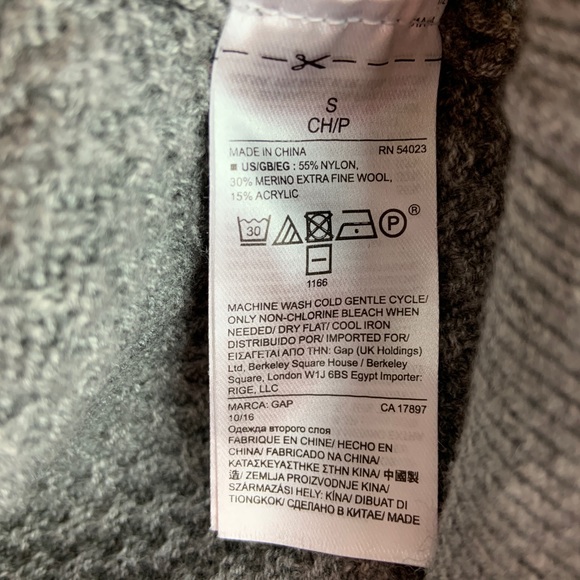 S
CH/P
MADE IN CHINA RN 54023
US/GB/EG : 55% NYLON,
30% MERINO EXTRA FINE WOOL,
15% ACRYLIC
30 P ®
1166
MACHINE WASH COLD GENTLE CYCLE/
ONLY NON-CHLORINE BLEACH WHEN
NEEDED/ DRY FLAT/ COOL IRON
DISTRIBUIDO POR/ IMPORTED FOR/
ΕΙΣΑΓΕΤΑΙ ΑΠΟ ΤΗΝ: Gap (UK Holdings)
Ltd, Berkeley Square House / Berkeley
Square, London W1J 6BS Egypt Importer:
RIGE, LLC
MARCA: GAP CA 17897
10/16
Одежда второго слоя
FABRIQUE EN CHINE/ HECHO EN
CHINA/ FABRICADO NA CHINA/
ΚΑΤΑΣΚΕΥΑΣΤΗΚΕ ΣΤΗΝ ΚΙΝΑ/ 中國製
造/ ZEMLJA PROIZVODNJE KINA/
SZÁRMAZÁSI HELY: KÍNA/ DIBUAT DI
TIONGKOK/ СДЕЛАНО В КИТАЕ/ MADE